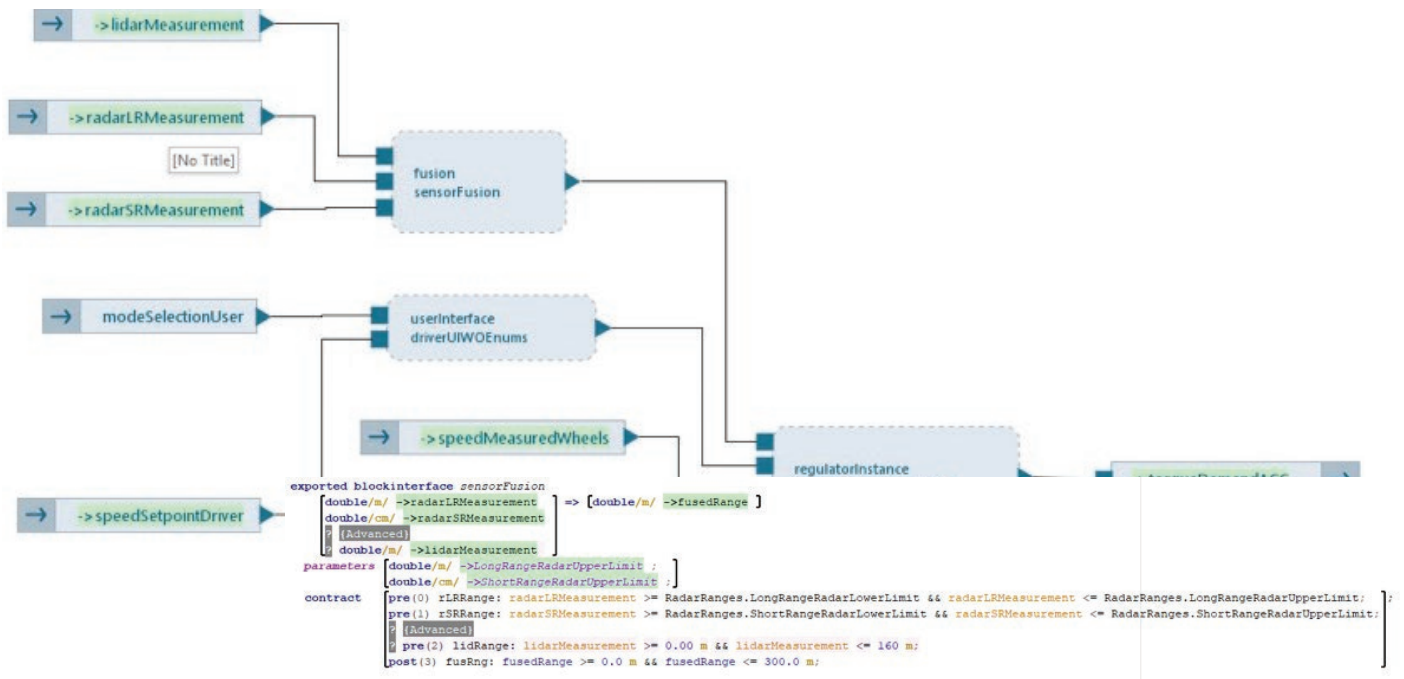 ->lidarMeasurement
->radarLRMeasurement
[No Title]
fusion
sensorFusion
->radarSRMeasurement
modeSelectionUser
userInterface
driverUIWOEnums
->speedMeasuredWheels
regulatorInstance
->speedSetpointDriver
exported blockinterface sensorFusion
[double/m/ ->radarLRMeasurement ] => [double/m/ ->fusedRange ]
double/cm/ ->radarSRMeasurement
? {Advanced}
? double/m/ ->lidarMeasurement
parameters [double/m/ ->LongRangeRadarUpperLimit ; ]
double/cm/ ->ShortRangeRadarUpperLimit ;
contract [pre(0) rLRRange: radarLRMeasurement >= RadarRanges.LongRangeRadarLowerLimit && radarLRMeasurement <= RadarRanges.LongRangeRadarUpperLimit; ];
pre(1) rSRRange: radarSRMeasurement >= RadarRanges.ShortRangeRadarLowerLimit && radarSRMeasurement <= RadarRanges.ShortRangeRadarUpperLimit;
? {Advanced}
? pre(2) lidRange: lidarMeasurement >= 0.00 m && lidarMeasurement <= 160 m;
post(3) fusRng: fusedRange >= 0.0 m && fusedRange <= 300.0 m;